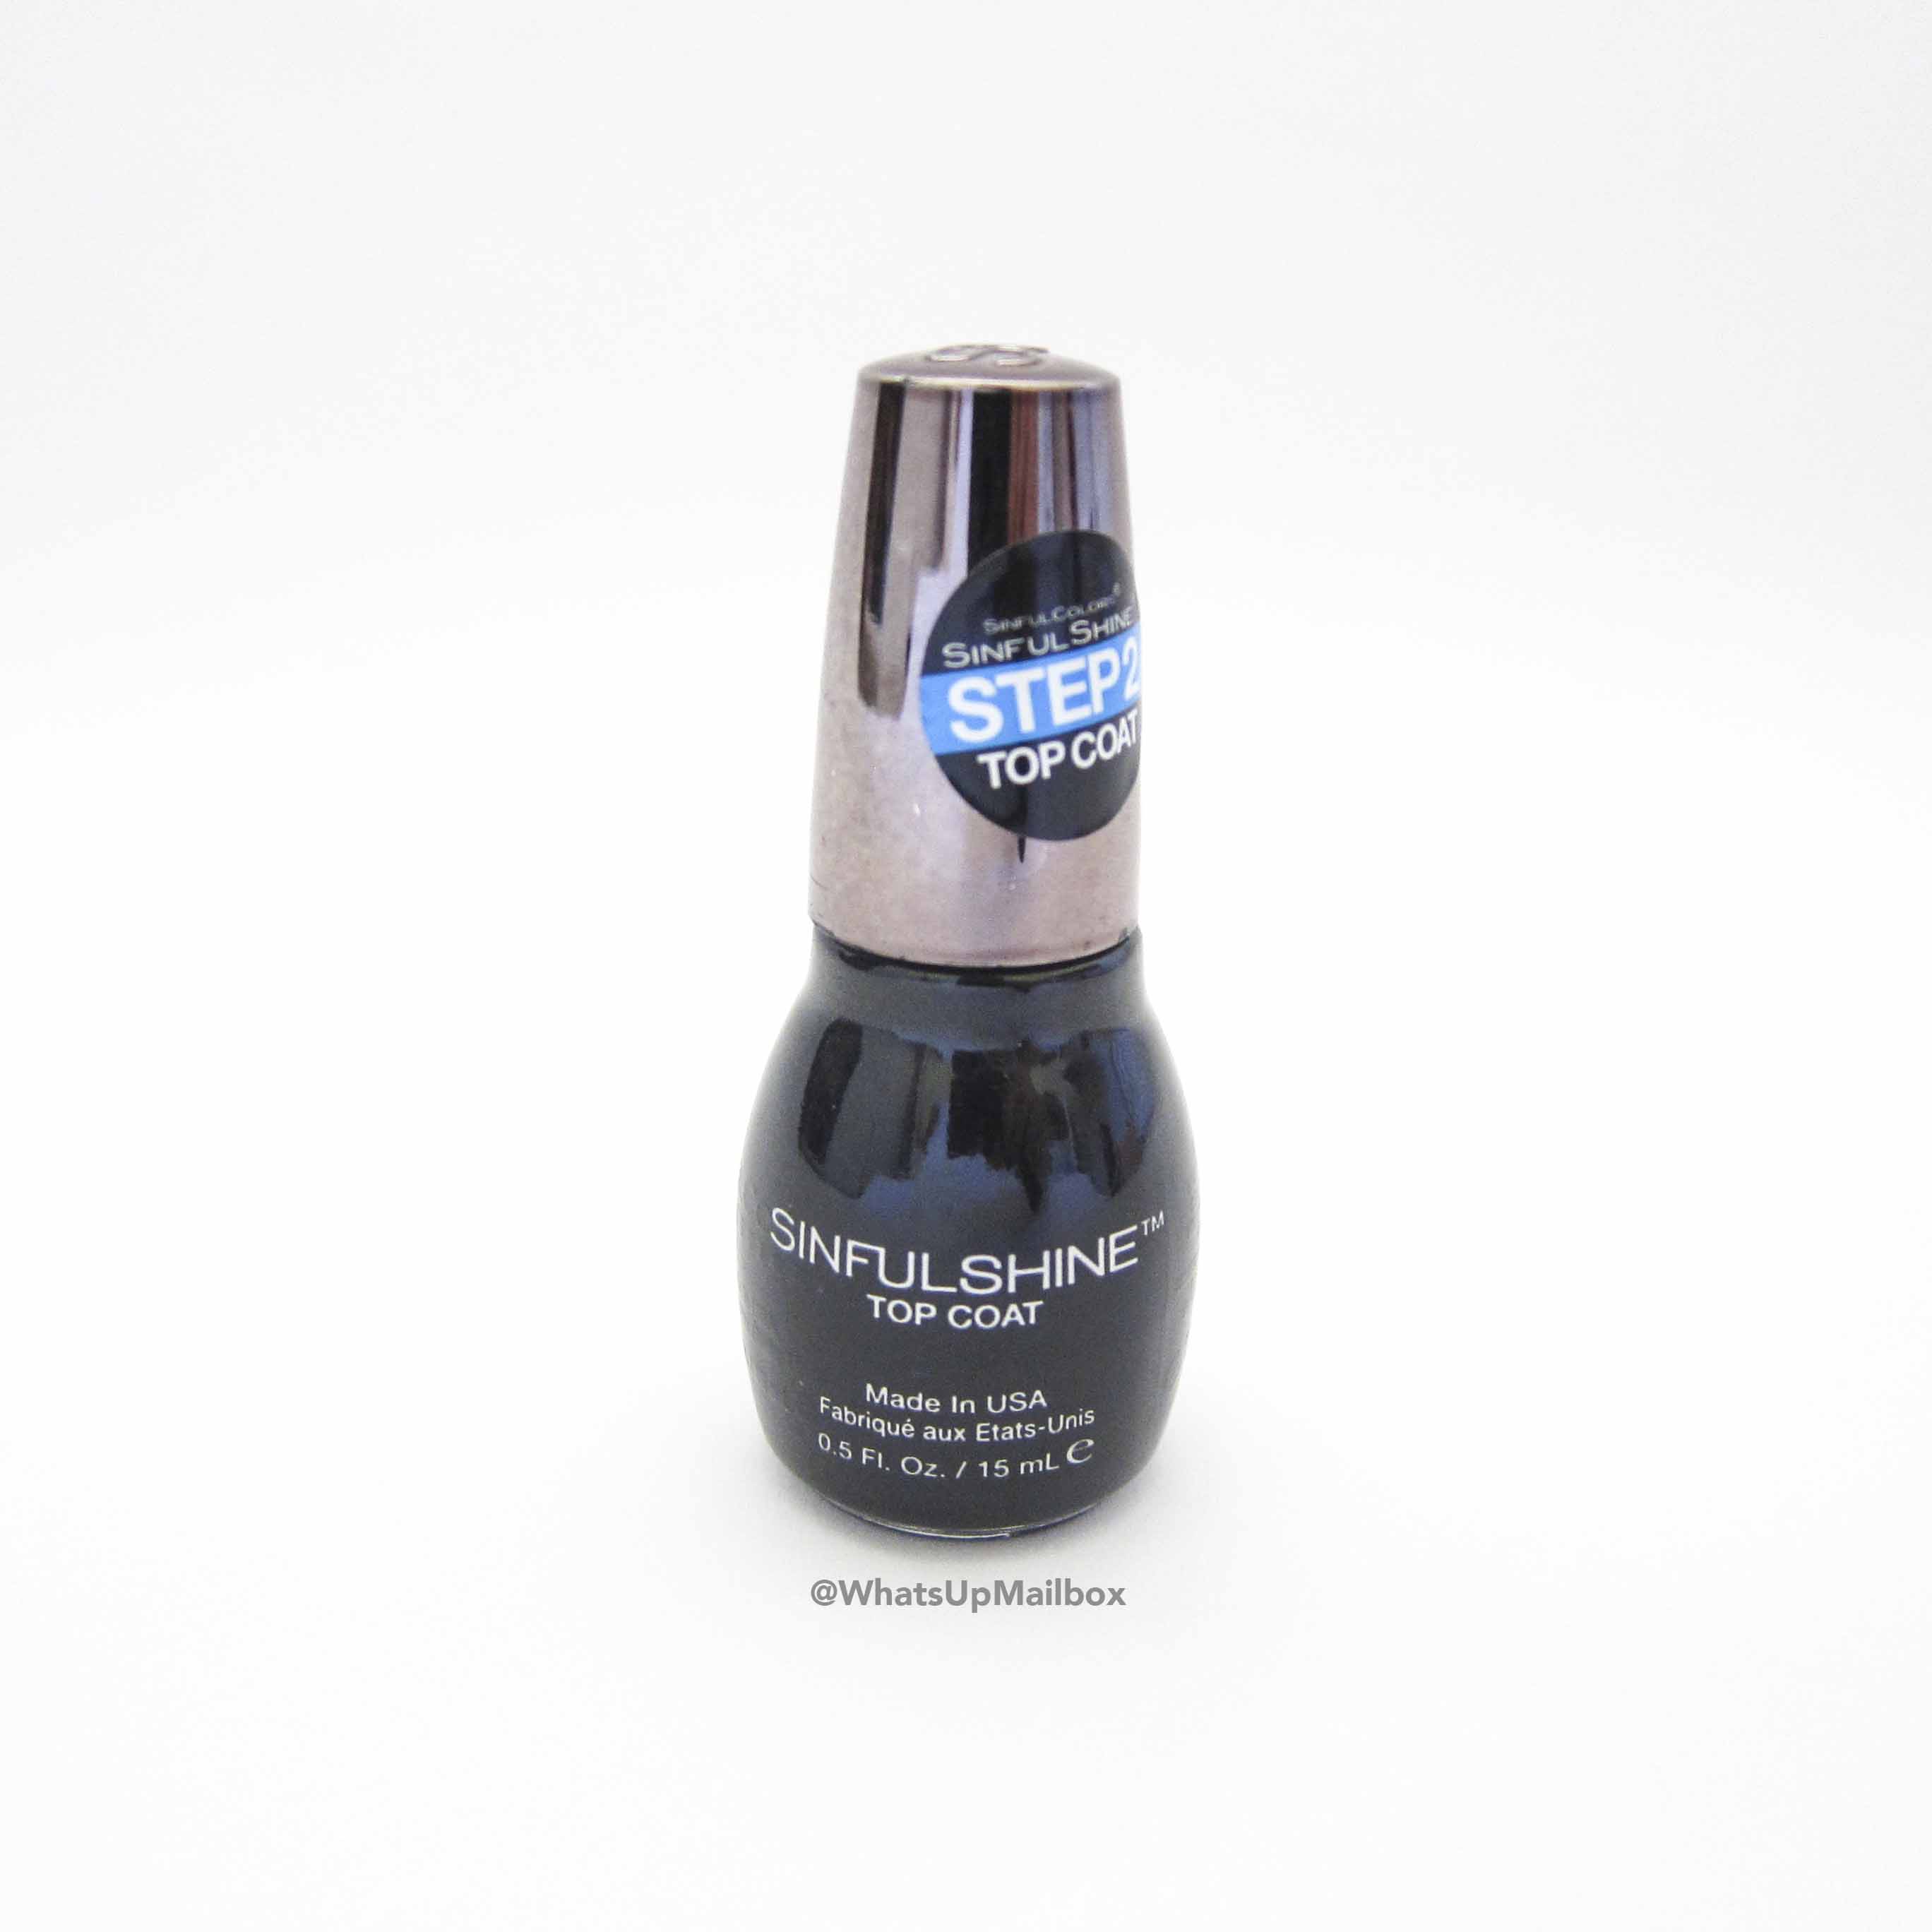 SINFULCOLORS®
SINFULSHINE
STEP 2
TOP COAT
SINFULSHINE™
TOP COAT
Made In USA
Fabriqué aux Etats-Unis
0.5 Fl. Oz. / 15 mL ℮
@WhatsUpMailbox